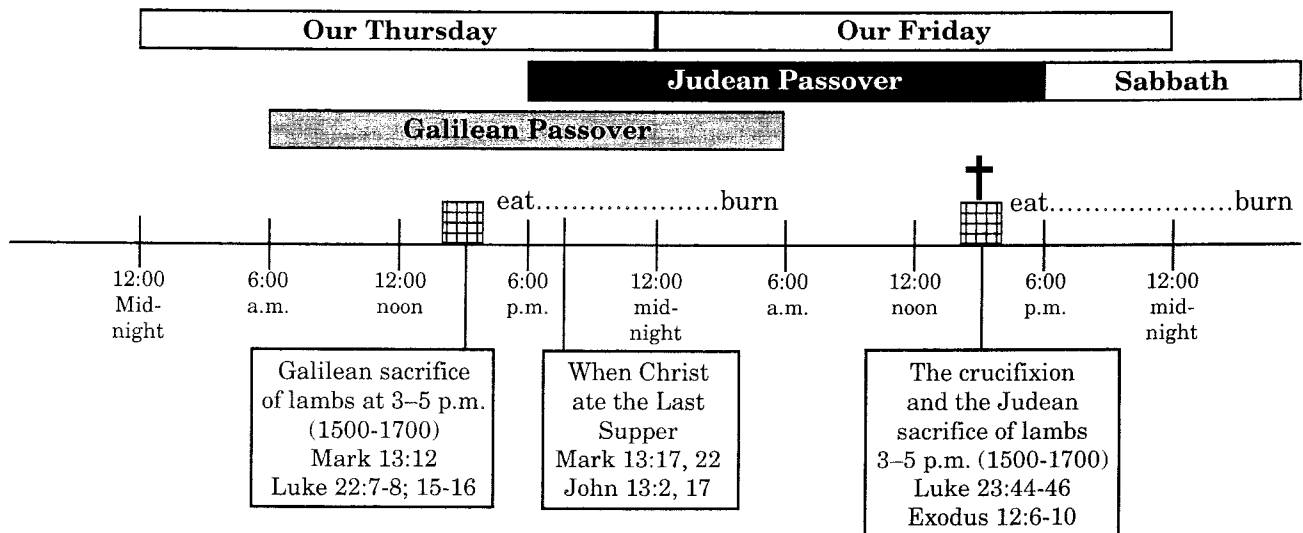 Our Thursday
Our Friday
Judean Passover
Sabbath
Galilean Passover
eat.....................burn
eat.....................burn
12:00
Mid-
night
6:00
a.m.
12:00
noon
6:00
p.m.
12:00
mid-
night
6:00
a.m.
12:00
noon
6:00
p.m.
12:00
mid-
night
Galilean sacrifice
of lambs at 3–5 p.m.
(1500-1700)
Mark 13:12
Luke 22:7-8; 15-16
When Christ
ate the Last
Supper
Mark 13:17, 22
John 13:2, 17
The crucifixion
and the Judean
sacrifice of lambs
3–5 p.m. (1500-1700)
Luke 23:44-46
Exodus 12:6-10